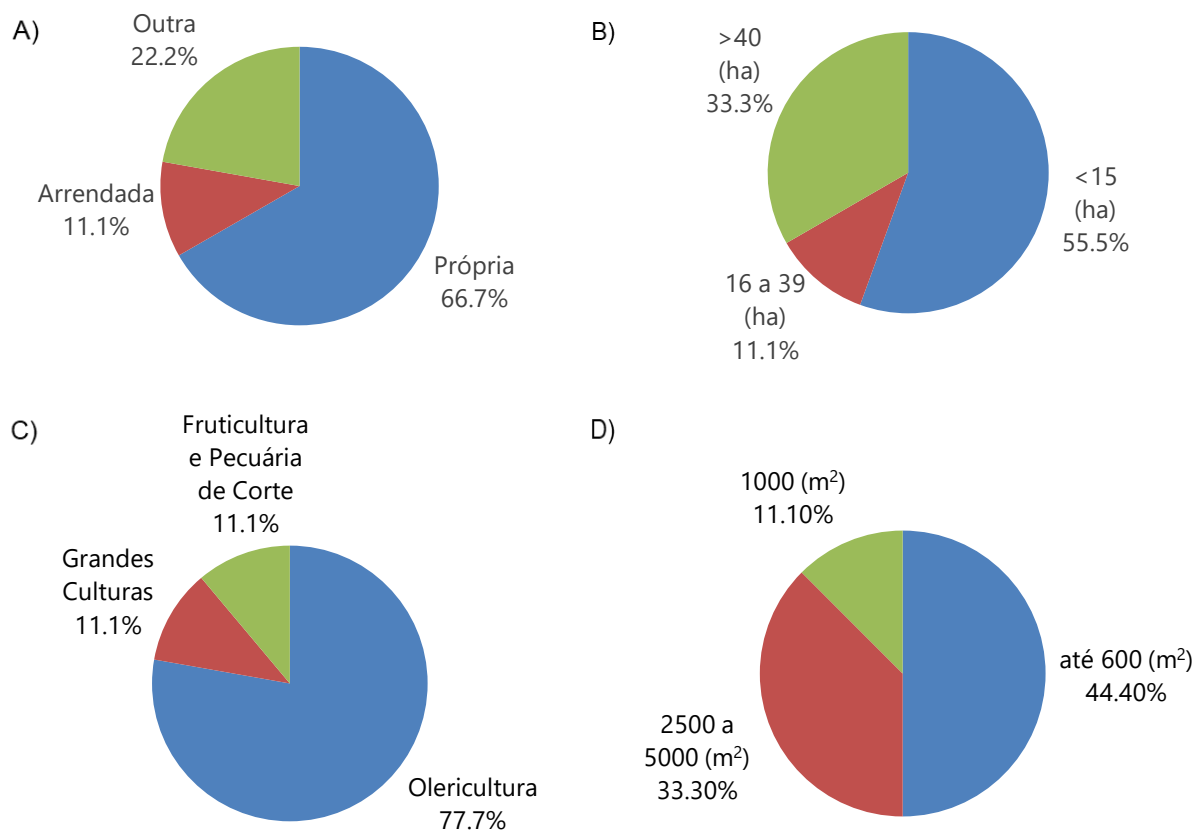 A)
Outra
22.2%
Arrendada
11.1%
Própria
66.7%
B)
>40
(ha)
33.3%
<15
(ha)
55.5%
16 a 39
(ha)
11.1%
C)
Fruticultura
e Pecuária
de Corte
11.1%
Grandes
Culturas
11.1%
Olericultura
77.7%
D)
1000 (m²)
11.10%
até 600 (m²)
44.40%
2500 a
5000 (m²)
33.30%